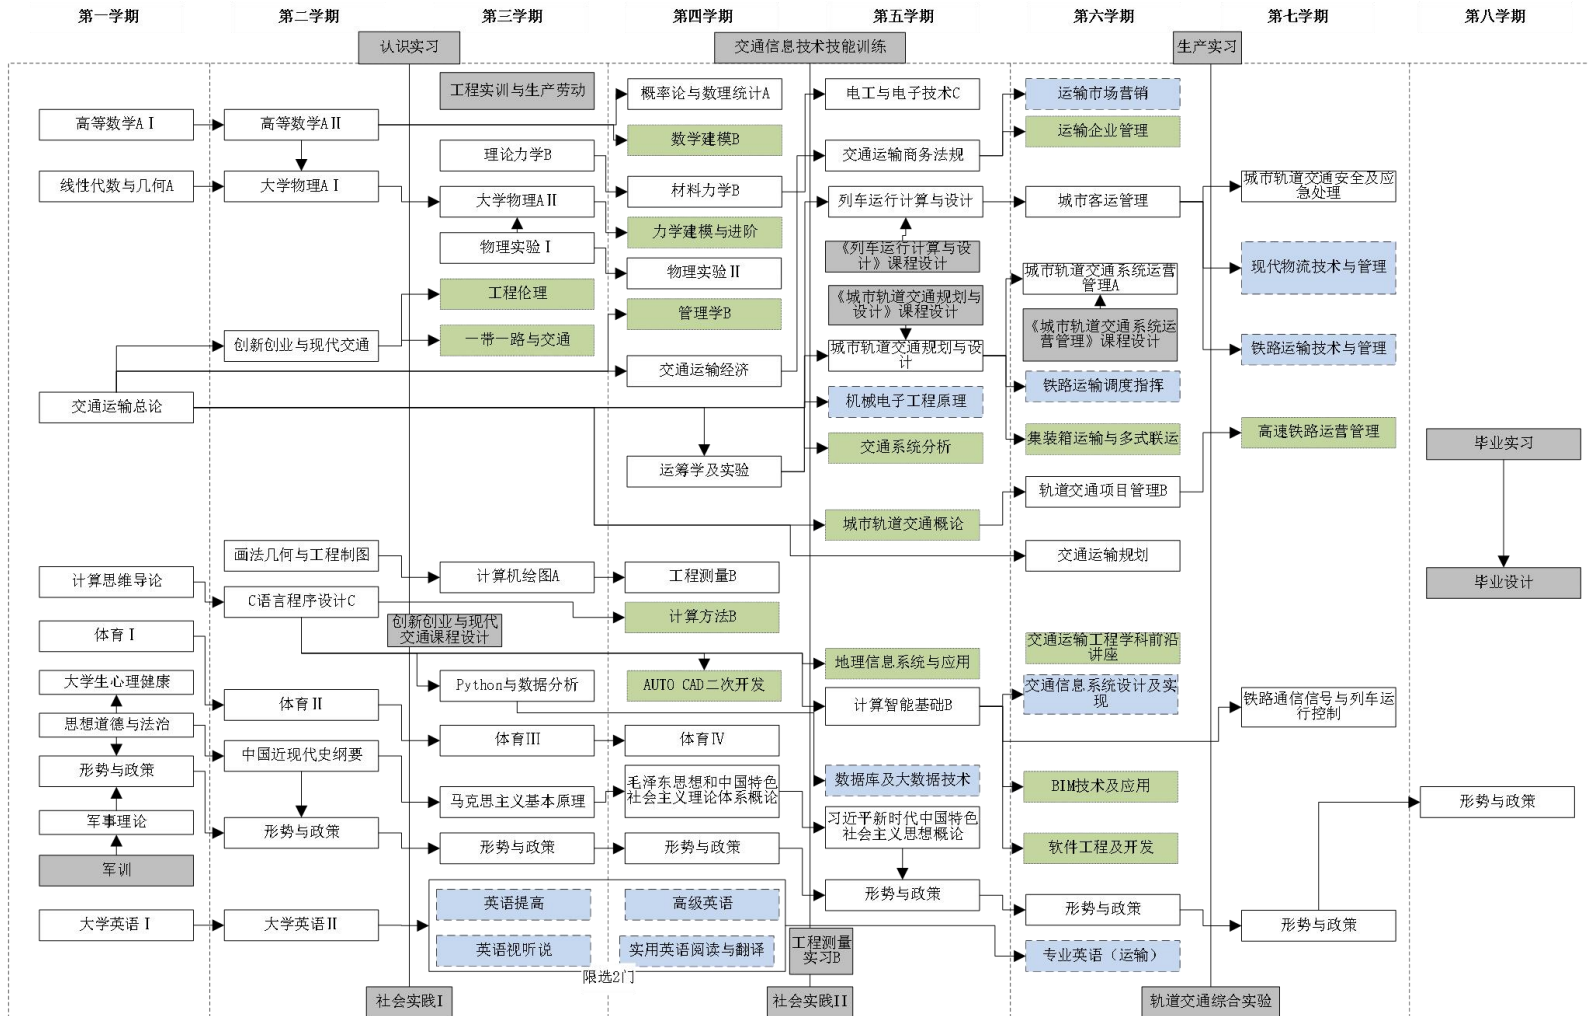 第一学期
第二学期
第三学期
第四学期
第五学期
第六学期
第七学期
第八学期
认识实习
交通信息技术技能训练
生产实习
高等数学AⅠ
线性代数与几何A
交通运输总论
计算思维导论
体育Ⅰ
大学生心理健康
思想道德与法治
形势与政策
军事理论
军训
大学英语Ⅰ
高等数学AⅡ
大学物理AⅠ
创新创业与现代交通
画法几何与工程制图
C语言程序设计C
创新创业与现代
交通课程设计
体育Ⅱ
中国近现代史纲要
形势与政策
大学英语Ⅱ
社会实践Ⅰ
工程实训与生产劳动
理论力学B
大学物理AⅡ
物理实验Ⅰ
工程伦理
一带一路与交通
计算机绘图A
Python与数据分析
体育Ⅲ
马克思主义基本原理
形势与政策
英语提高
英语视听说
概率论与数理统计A
数学建模B
材料力学B
力学建模与进阶
物理实验Ⅱ
管理学B
交通运输经济
运筹学及实验
工程测量B
计算方法B
AUTO CAD二次开发
体育Ⅳ
毛泽东思想和中国特色
社会主义理论体系概论
形势与政策
高级英语
实用英语阅读与翻译
限选2门
工程测量
实习B
社会实践II
电工与电子技术C
交通运输商务法规
列车运行计算与设计
《列车运行计算与设
计》课程设计
《城市轨道交通规划与
设计》课程设计
城市轨道交通规划与设
计
机械电子工程原理
交通系统分析
城市轨道交通概论
地理信息系统与应用
计算智能基础B
数据库及大数据技术
习近平新时代中国特色
社会主义思想概论
形势与政策
运输市场营销
运输企业管理
城市客运管理
城市轨道交通系统运营
管理A
《城市轨道交通系统运
营管理》课程设计
铁路运输调度指挥
集装箱运输与多式联运
轨道交通项目管理B
交通运输规划
交通运输工程学科前沿
讲座
交通信息系统设计及实
现
BIM技术及应用
软件工程及开发
形势与政策
专业英语（运输）
轨道交通综合实验
城市轨道交通安全及应
急处理
现代物流技术与管理
铁路运输技术与管理
高速铁路运营管理
铁路通信信号与列车运
行控制
形势与政策
毕业实习
毕业设计
形势与政策